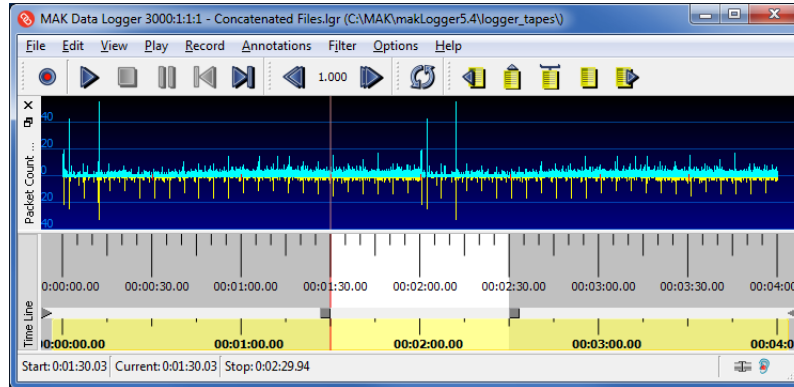 MAK Data Logger 3000:1:1:1 - Concatenated Files.lgr (C:\MAK\makLogger5.4\logger_tapes\)
File Edit View Play Record Annotations Filter Options Help
1.000
Packet Count ...
40
20
0
20
40
Time Line
0:00:00.00 00:00:30.00 00:01:00.00 00:01:30.00 00:02:00.00 00:02:30.00 00:03:00.00 00:03:30.00 00:04:00
0:00:00.00 00:01:00.00 00:02:00.00 00:03:00.00 00:04:0
Start: 0:01:30.03 Current: 0:01:30.03 Stop: 0:02:29.94